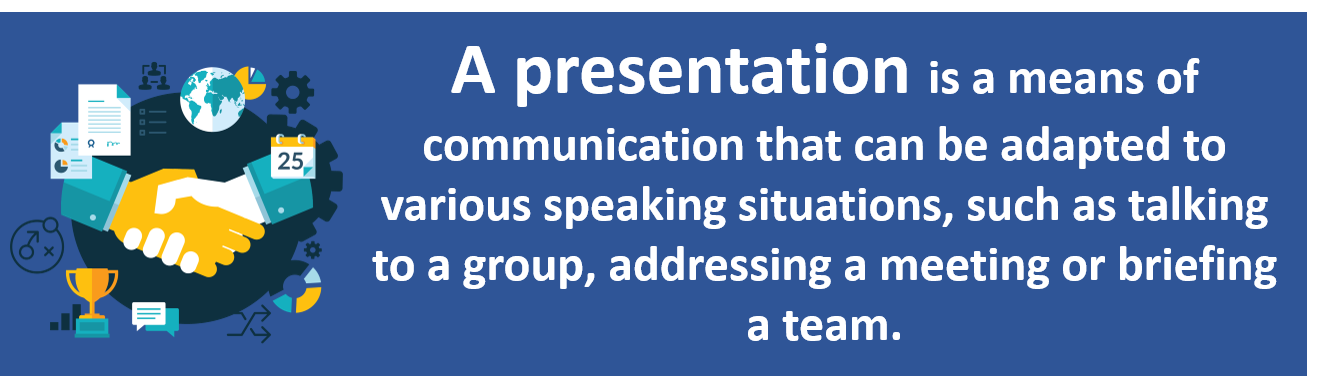 A presentation is a means of
communication that can be adapted to
various speaking situations, such as talking
to a group, addressing a meeting or briefing
a team.
25